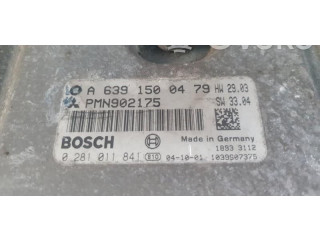 A 639 150 04 79 HW 29.03
PMN902175 SW 33.04
BOSCH
Made in Germany
1893 3112
0 281 011 841 810 04-10-01 1039S07375